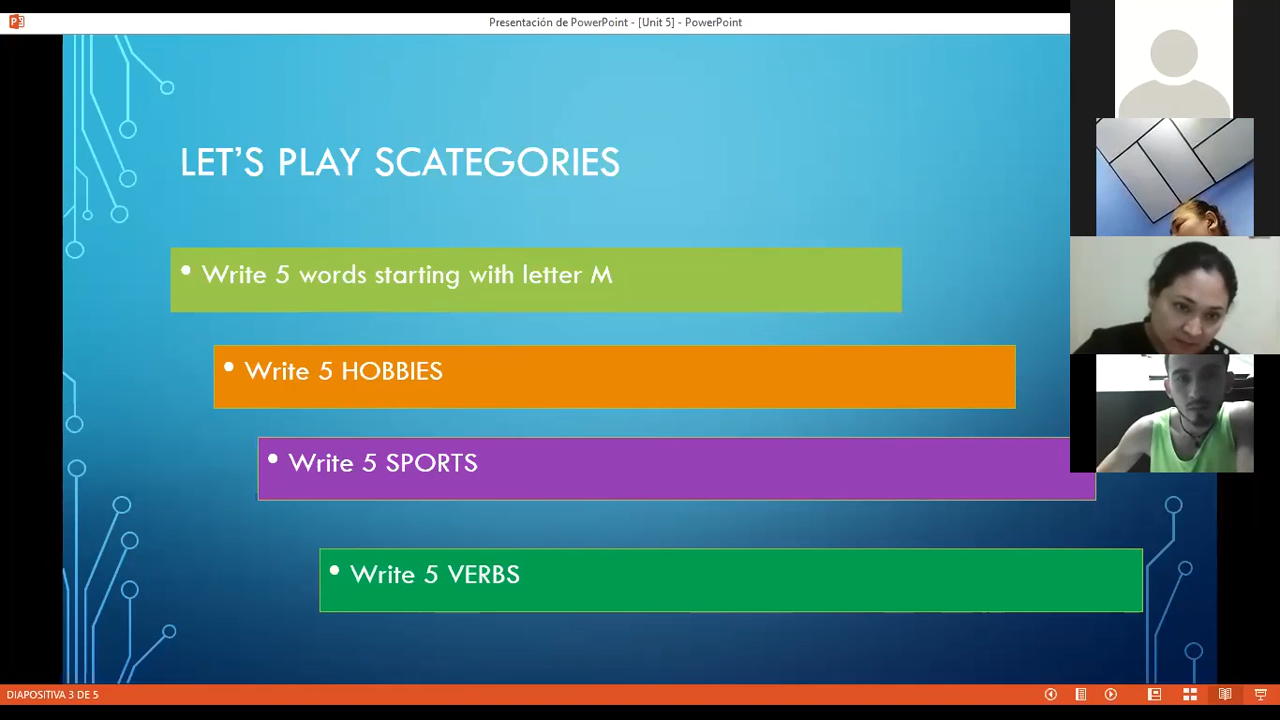 Presentación de PowerPoint - [Unit 5] - PowerPoint
LET'S PLAY SCATEGORIES
• Write 5 words starting with letter M
• Write 5 HOBBIES
• Write 5 SPORTS
• Write 5 VERBS
DIAPOSITIVA 3 DE 5